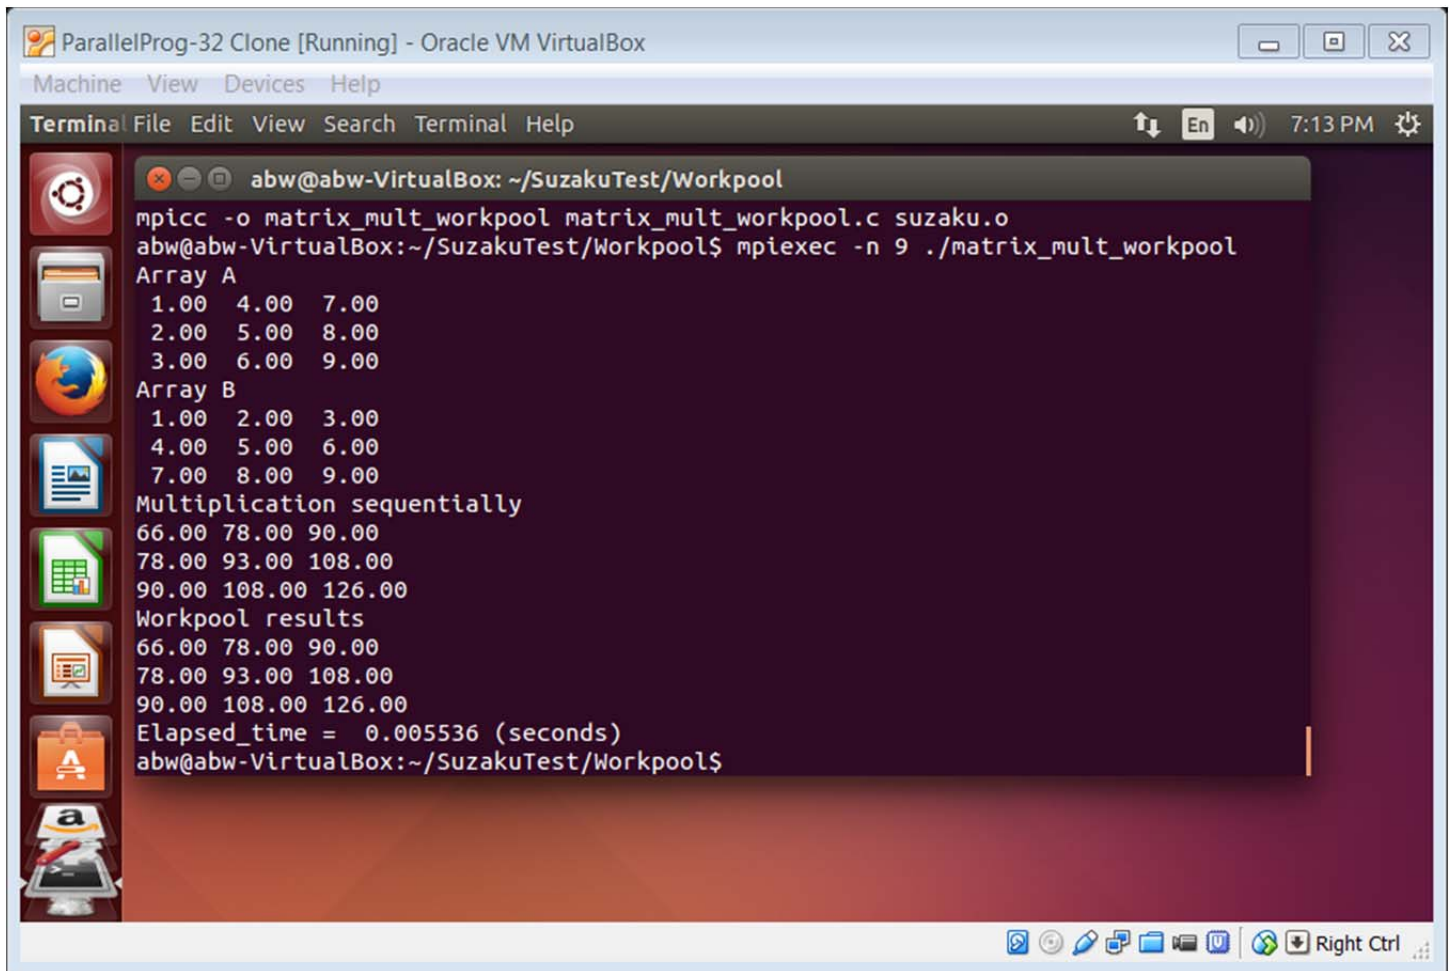 ParallelProg-32 Clone [Running] - Oracle VM VirtualBox
Machine View Devices Help
Terminal File Edit View Search Terminal Help En 7:13 PM
abw@abw-VirtualBox: ~/SuzakuTest/Workpool
mpicc -o matrix_mult_workpool matrix_mult_workpool.c suzaku.o
abw@abw-VirtualBox:~/SuzakuTest/Workpool$ mpiexec -n 9 ./matrix_mult_workpool
Array A
1.00 4.00 7.00
2.00 5.00 8.00
3.00 6.00 9.00
Array B
1.00 2.00 3.00
4.00 5.00 6.00
7.00 8.00 9.00
Multiplication sequentially
66.00 78.00 90.00
78.00 93.00 108.00
90.00 108.00 126.00
Workpool results
66.00 78.00 90.00
78.00 93.00 108.00
90.00 108.00 126.00
Elapsed_time =  0.005536 (seconds)
abw@abw-VirtualBox:~/SuzakuTest/Workpool$
Right Ctrl